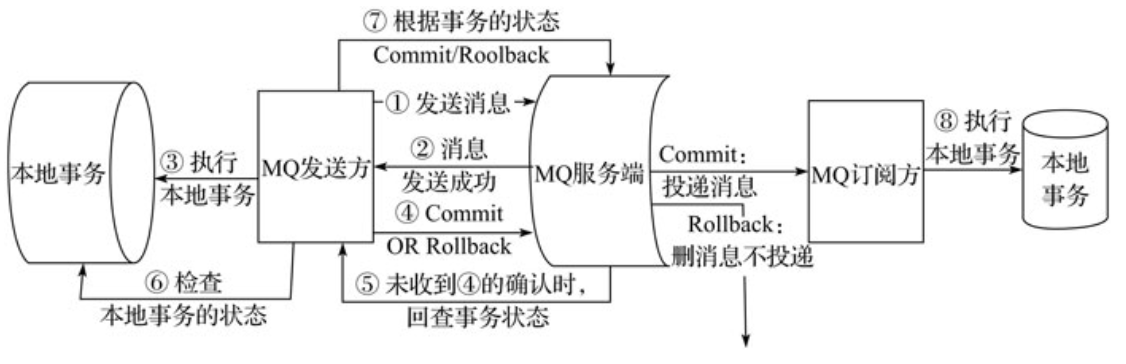 ⑦ 根据事务的状态
Commit/Roolback
① 发送消息
本地事务
③ 执行
本地事务
MQ发送方
② 消息
发送成功
MQ服务端
Commit：
投递消息
MQ订阅方
⑧ 执行
本地事务
本地
事务
④ Commit
OR Rollback
Rollback：
删消息不投递
⑤ 未收到④的确认时，
回查事务状态
⑥ 检查
本地事务的状态